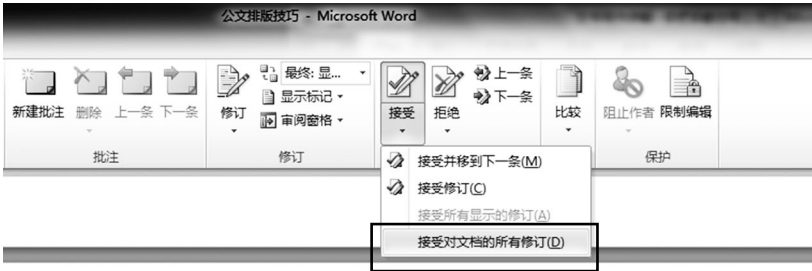 公文排版技巧 - Microsoft Word
新建批注 删除 上一条 下一条
批注
修订
最终: 显...
显示标记
审阅窗格
修订
接受
拒绝
上一条
下一条
比较
阻止作者 限制编辑
保护
接受并移到下一条(M)
接受修订(C)
接受所有显示的修订(A)
接受对文档的所有修订(D)